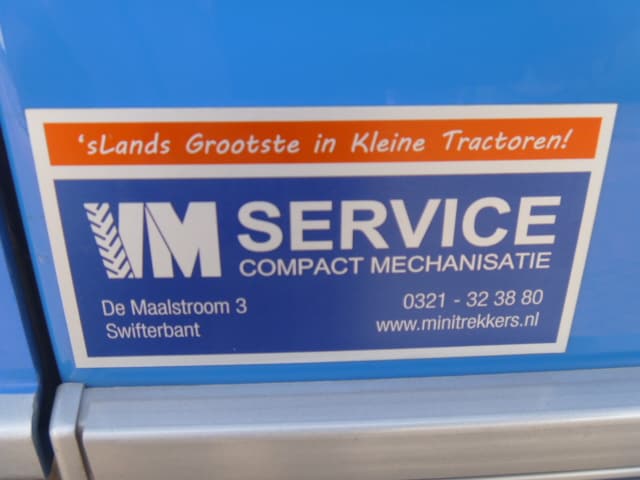 'sLands Grootste in Kleine Tractoren!
VM SERVICE
COMPACT MECHANISATIE
De Maalstroom 3
Swifterbant
0321 - 32 38 80
www.minitrekkers.nl